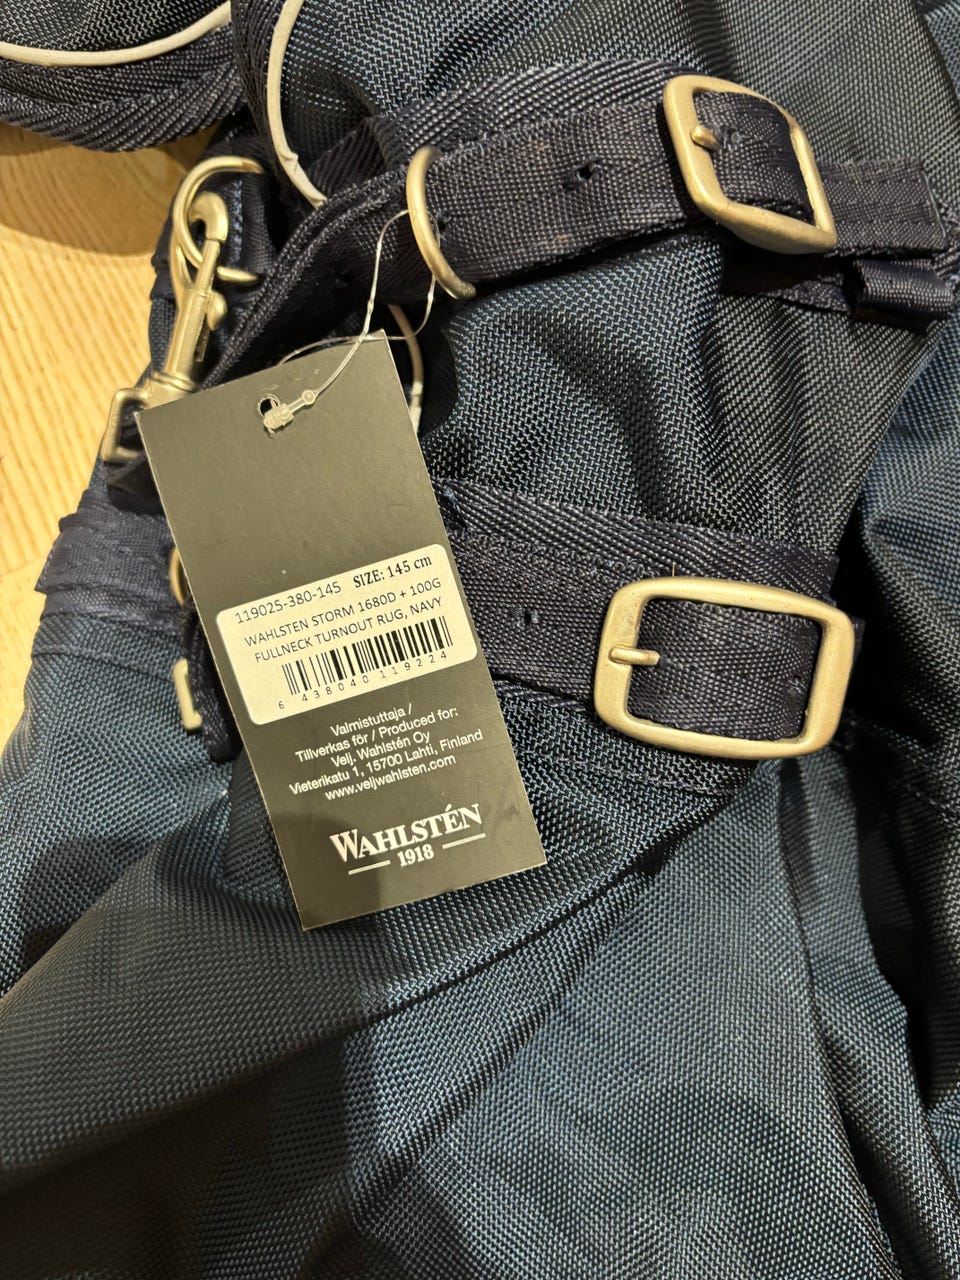 119025-380-145 SIZE: 145 cm
WAHLSTEN STORM 1680D + 100G
FULLNECK TURNOUT RUG, NAVY
6 438040 119224
Valmistuttaja /
Tillverkas för / Produced for:
Velj. Wahlstén Oy
Vieterikatu 1, 15700 Lahti, Finland
www.veljwahlsten.com
WAHLSTÉN
1918